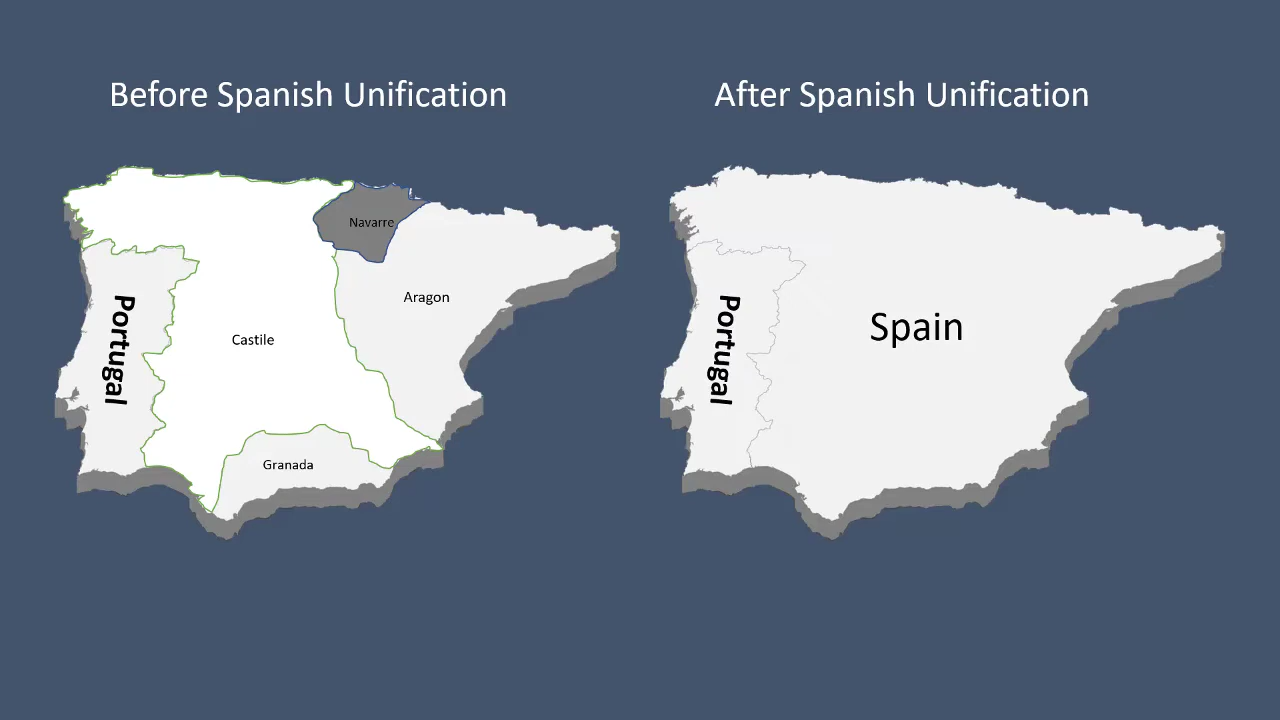 Before Spanish Unification
After Spanish Unification
Navarre
Aragon
Portugal
Castile
Granada
Portugal
Spain